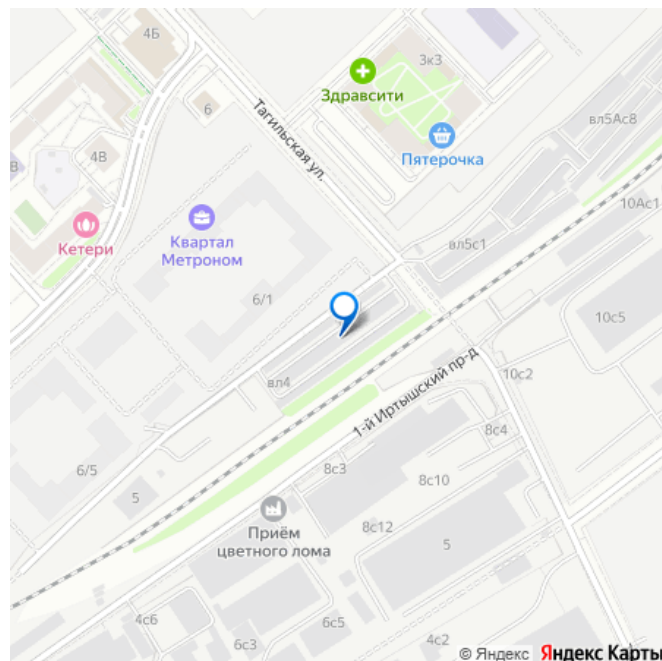 4Б
3к3
Здравсити
6
Тагильская ул.
вл5Ас8
Пятерочка
4В
В
10Ас1
Кетери
Квартал
Метроном
вл5с1
6/1
10с5
вл4
1-й Иртышский пр-д
10с2
8с4
6/5
5
8с3
8с10
Приём
цветного лома
8с12
5
4с6
6с5
6с3
4с2
© Яндекс Яндекс Карты